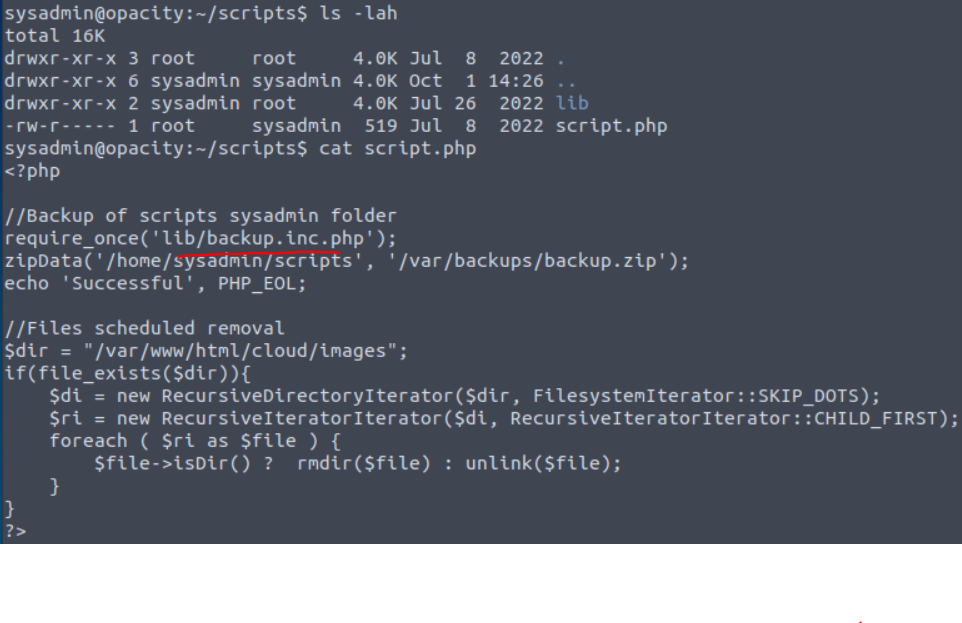 sysadmin@opacity:~/scripts$ ls -lah
total 16K
drwxr-xr-x 3 root     root     4.0K Jul  8  2022 .
drwxr-xr-x 6 sysadmin sysadmin 4.0K Oct  1 14:26 ..
drwxr-xr-x 2 sysadmin root     4.0K Jul 26  2022 lib
-rw-r----- 1 root     sysadmin  519 Jul  8  2022 script.php
sysadmin@opacity:~/scripts$ cat script.php
<?php

//Backup of scripts sysadmin folder
require_once('lib/backup.inc.php');
zipData('/home/sysadmin/scripts', '/var/backups/backup.zip');
echo 'Successful', PHP_EOL;

//Files scheduled removal
$dir = "/var/www/html/cloud/images";
if(file_exists($dir)){
    $di = new RecursiveDirectoryIterator($dir, FilesystemIterator::SKIP_DOTS);
    $ri = new RecursiveIteratorIterator($di, RecursiveIteratorIterator::CHILD_FIRST);
    foreach ( $ri as $file ) {
        $file->isDir() ?  rmdir($file) : unlink($file);
    }
}
?>